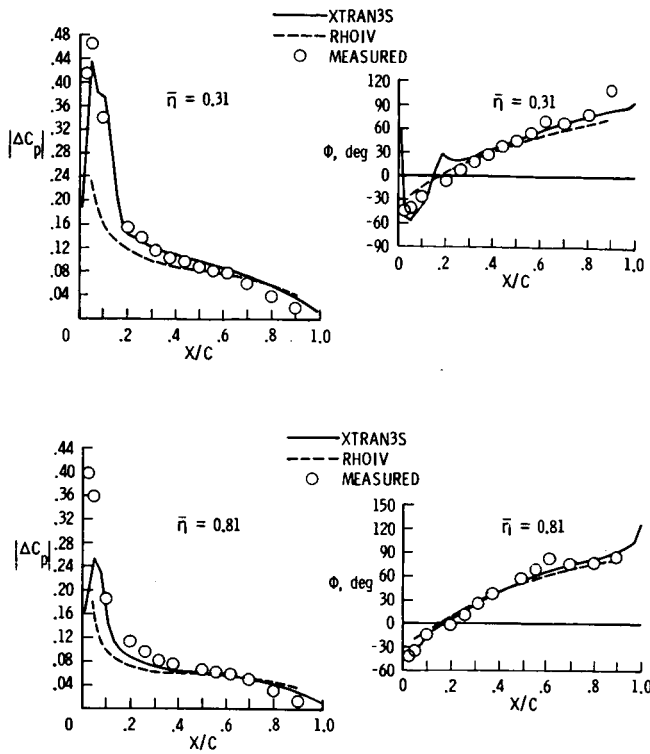 XTRAN3S
RHOIV
MEASURED
.48
.44
.40
.36
.32
.28
.24
.20
.16
.12
.08
.04
|ΔCp|
η̄ = 0.31
0 .2 .4 .6 .8 1.0
X/C
120
90
60
30
0
-30
-60
-90
Φ, deg
η̄ = 0.31
0 .2 .4 .6 .8 1.0
X/C
XTRAN3S
RHOIV
MEASURED
.44
.40
.36
.32
.28
.24
.20
.16
.12
.08
.04
|ΔCp|
η̄ = 0.81
0 .2 .4 .6 .8 1.0
X/C
150
120
90
60
30
0
-30
-60
Φ, deg
η̄ = 0.81
0 .2 .4 .6 .8 1.0
X/C